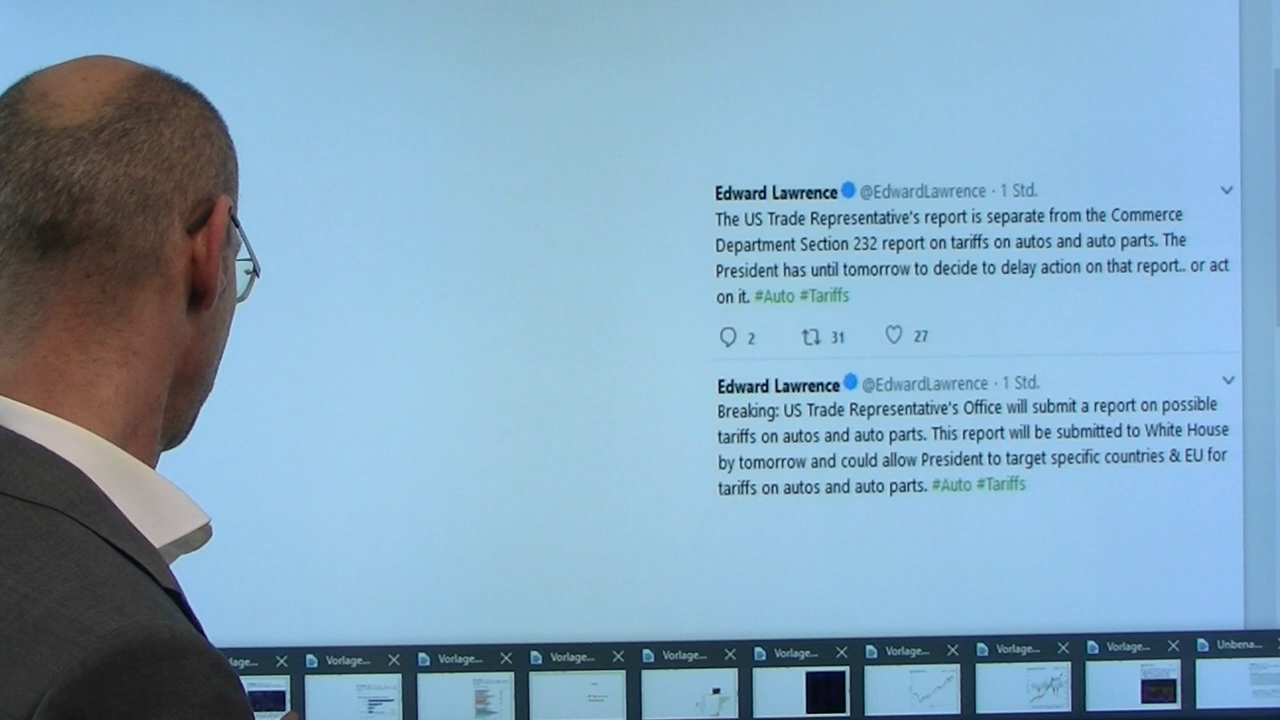 Edward Lawrence @EdwardLawrence · 1 Std.
The US Trade Representative's report is separate from the Commerce
Department Section 232 report on tariffs on autos and auto parts. The
President has until tomorrow to decide to delay action on that report.. or act
on it. #Auto #Tariffs
2 31 27
Edward Lawrence @EdwardLawrence · 1 Std.
Breaking: US Trade Representative's Office will submit a report on possible
tariffs on autos and auto parts. This report will be submitted to White House
by tomorrow and could allow President to target specific countries & EU for
tariffs on autos and auto parts. #Auto #Tariffs
lage... Vorlage... Vorlage... Vorlage... Vorlage... Vorlage... Vorlage... Vorlage... Vorlage... Unbena...